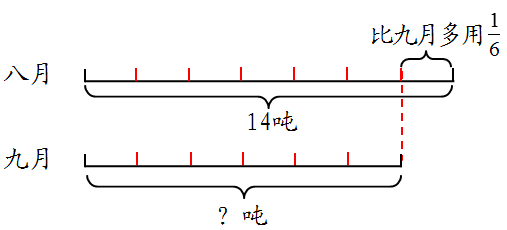 比九月多用1/6
八月
14吨
九月
? 吨